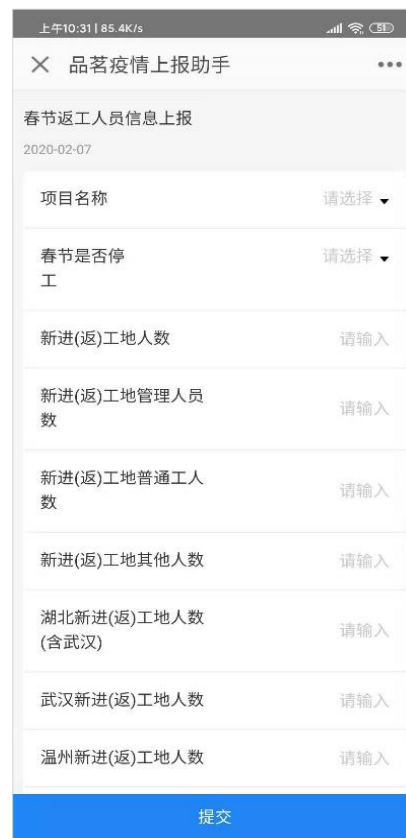 上午10:31 | 85.4K/s 51
品茗疫情上报助手
春节返工人员信息上报
2020-02-07
项目名称 请选择
春节是否停 请选择
工
新进(返)工地人数 请输入
新进(返)工地管理人员
数 请输入
新进(返)工地普通工人
数 请输入
新进(返)工地其他人数 请输入
湖北新进(返)工地人数
(含武汉) 请输入
武汉新进(返)工地人数 请输入
温州新进(返)工地人数 请输入
提交